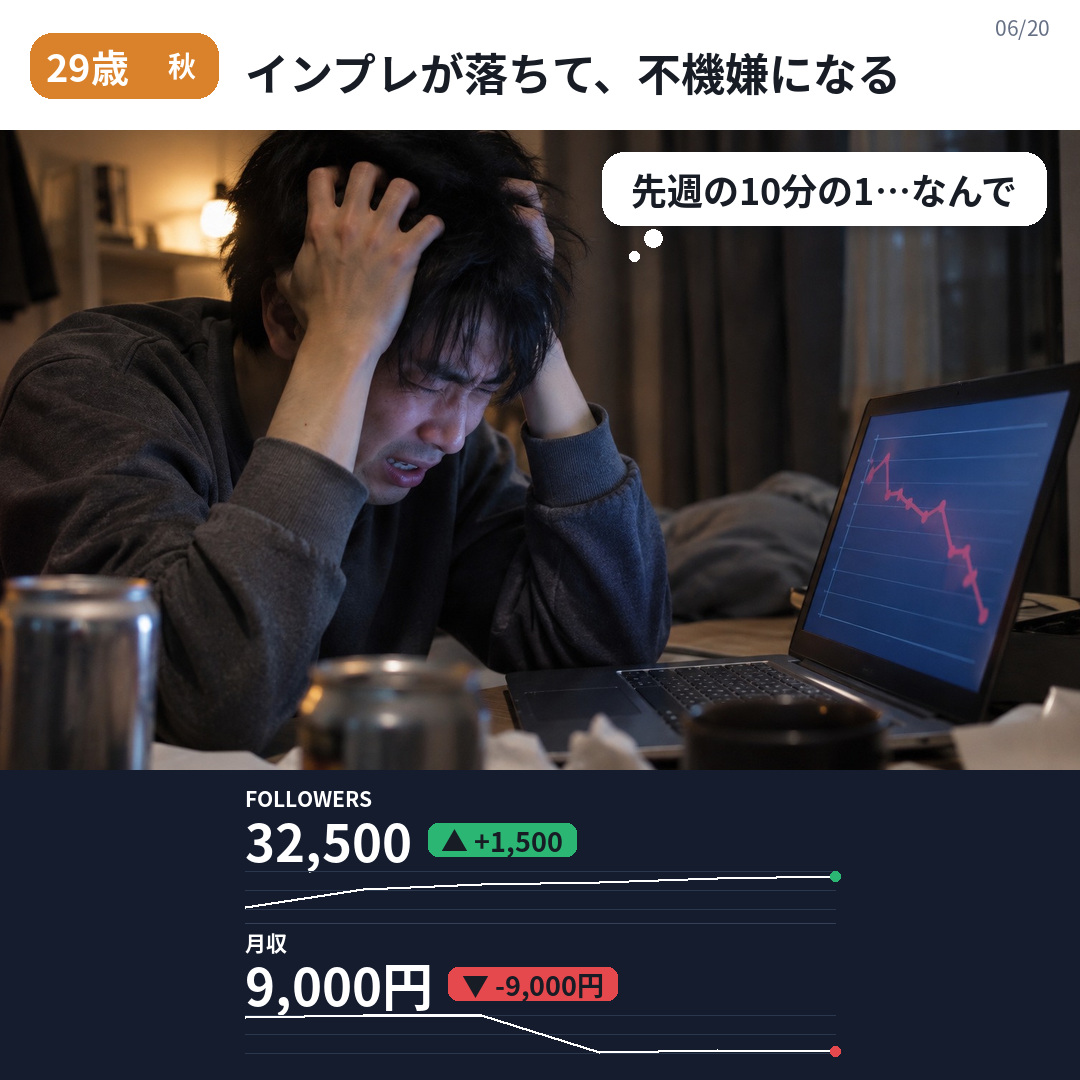 06/20
29歳 秋
インプレが落ちて、不機嫌になる
先週の10分の1…なんで
FOLLOWERS
32,500 ▲ +1,500
月収
9,000円 ▼ -9,000円